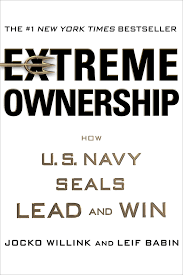 THE #1 NEW YORK TIMES BESTSELLER
EXTREME
OWNERSHIP
HOW
U.S. NAVY
SEALS
LEAD AND WIN
JOCKO WILLINK AND LEIF BABIN